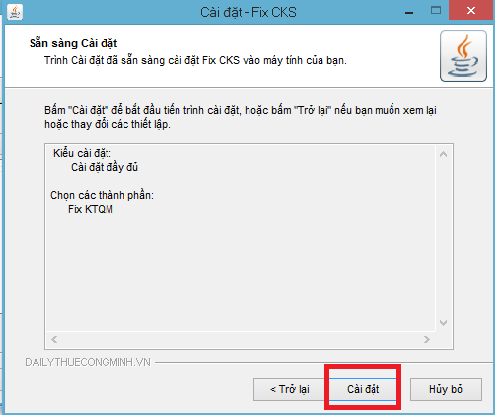 Cài đặt - Fix CKS
Sẵn sàng Cài đặt
Trình Cài đặt đã sẵn sàng cài đặt Fix CKS vào máy tính của bạn.
Bấm "Cài đặt" để bắt đầu tiến trình cài đặt, hoặc bấm "Trở lại" nếu bạn muốn xem lại
hoặc thay đổi các thiết lập.
Kiểu cài đặt:
Cài đặt đầy đủ
Chọn các thành phần:
Fix KTQM
DAILYTHUECONGMINH.VN
< Trở lại
Cài đặt
Hủy bỏ